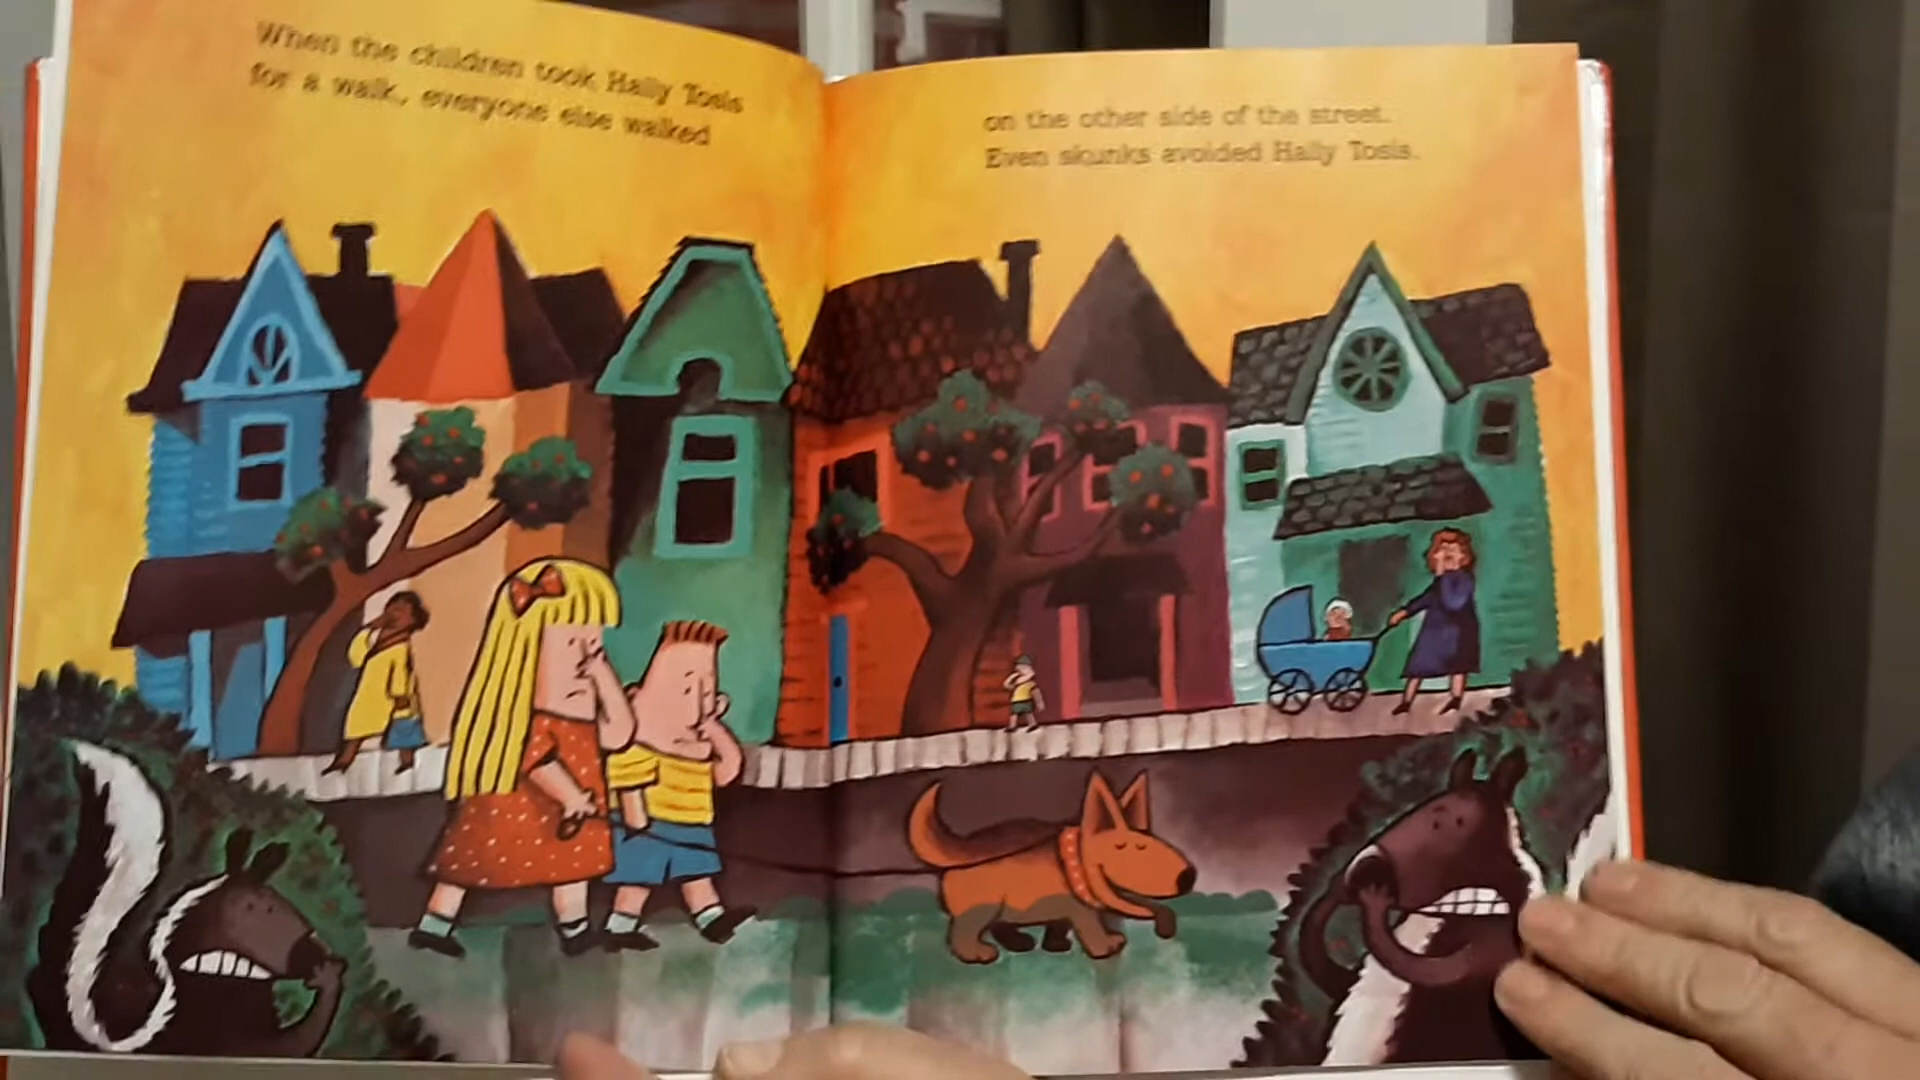 When the children took Hally Tosis
for a walk, everyone else walked
on the other side of the street.
Even skunks avoided Hally Tosis.